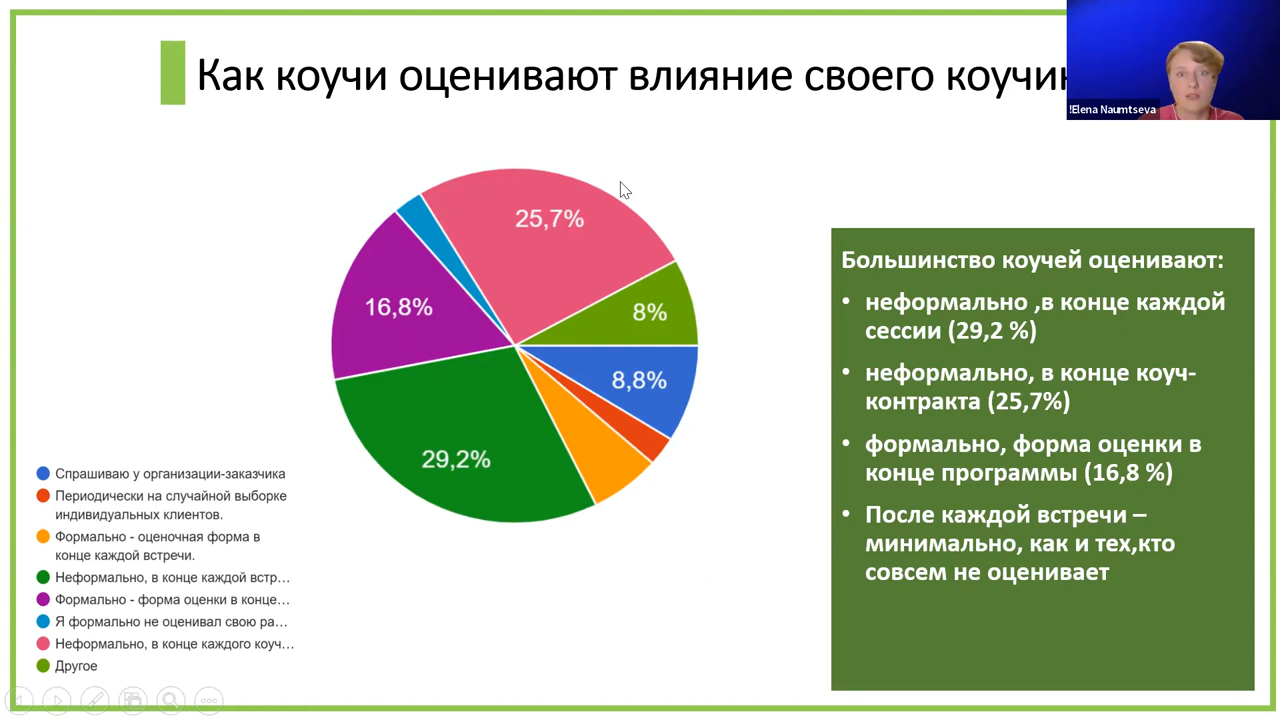 Как коучи оценивают влияние своего коучин
!Elena Naumtseva
25,7%
8%
16,8%
8,8%
29,2%
Спрашиваю у организации-заказчика
Периодически на случайной выборке
индивидуальных клиентов.
Формально - оценочная форма в
конце каждой встречи.
Неформально, в конце каждой встр…
Формально - форма оценки в конце…
Я формально не оценивал свою ра…
Неформально, в конце каждого коуч…
Другое
Большинство коучей оценивают:
• неформально ,в конце каждой
сессии (29,2 %)
• неформально, в конце коуч-
контракта (25,7%)
• формально, форма оценки в
конце программы (16,8 %)
• После каждой встречи –
минимально, как и тех,кто
совсем не оценивает